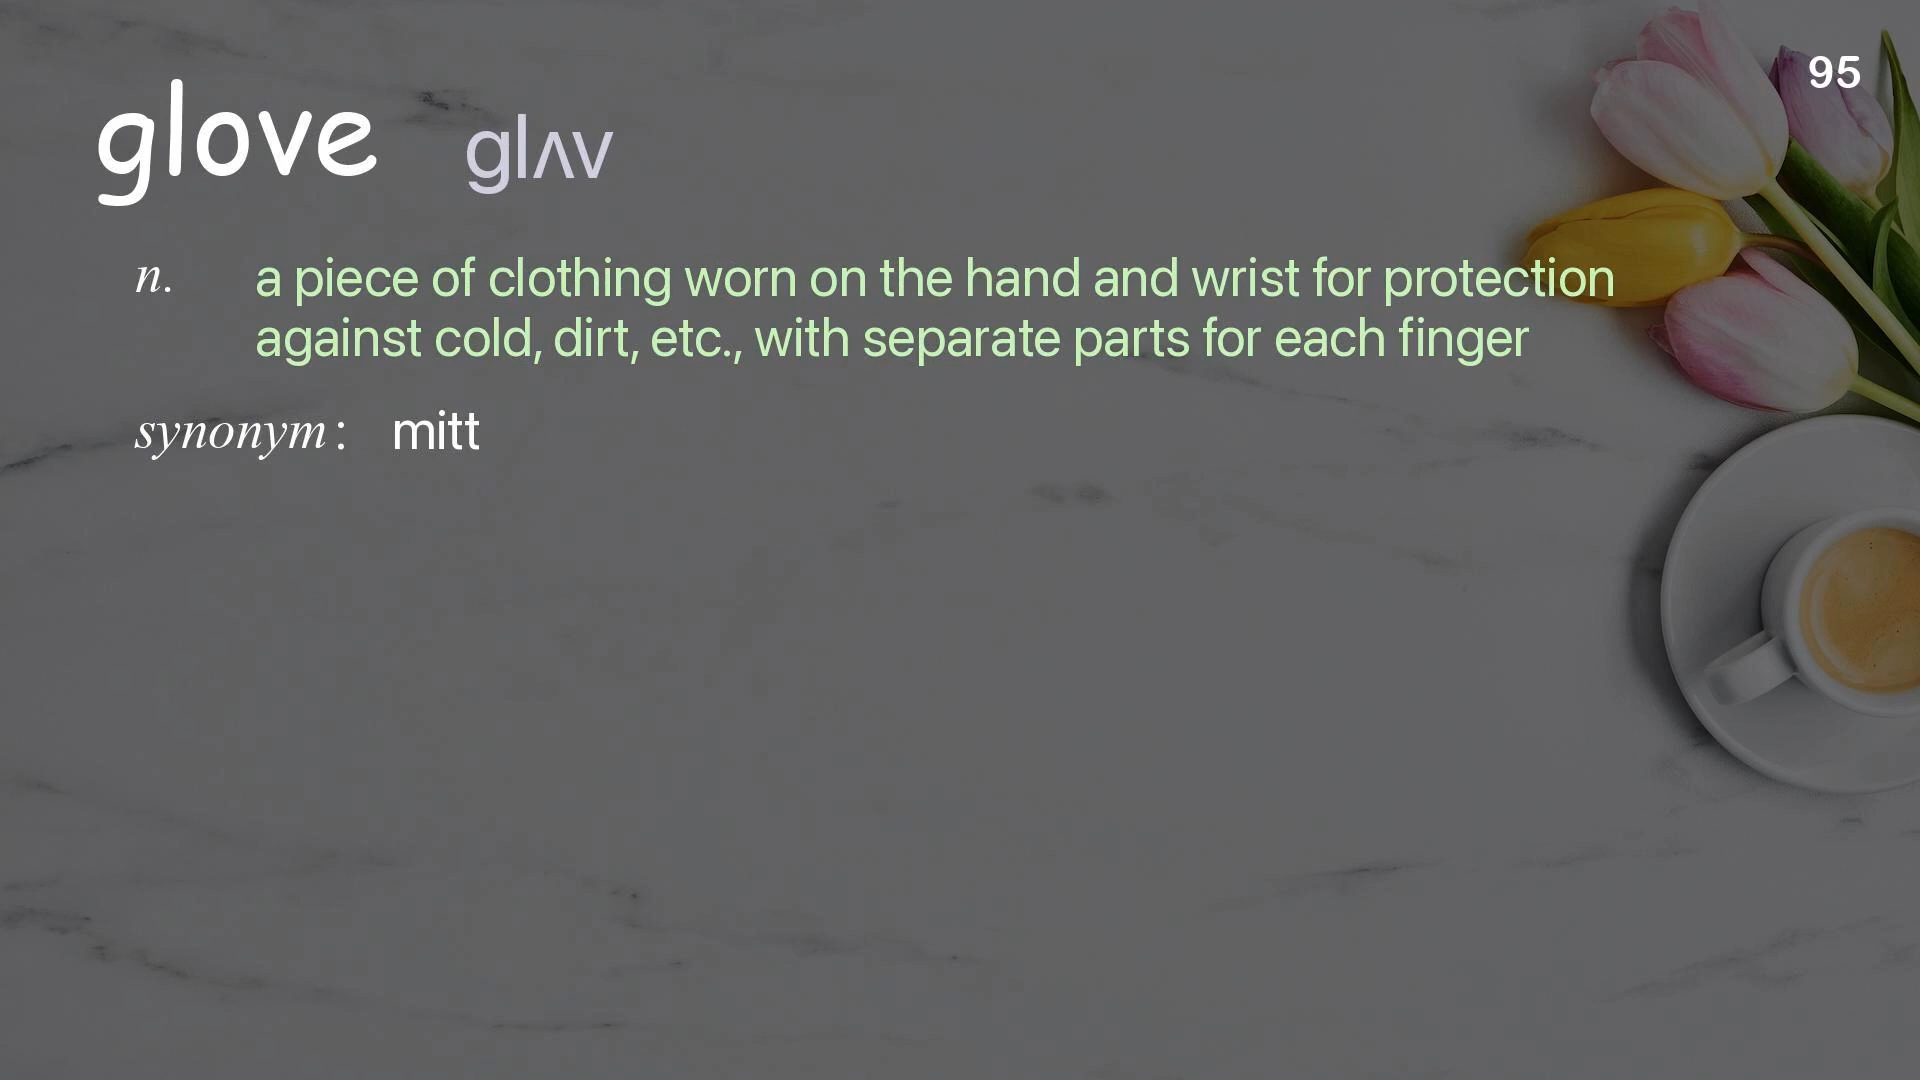 95
glove glʌv
n. a piece of clothing worn on the hand and wrist for protection
against cold, dirt, etc., with separate parts for each finger
synonym: mitt